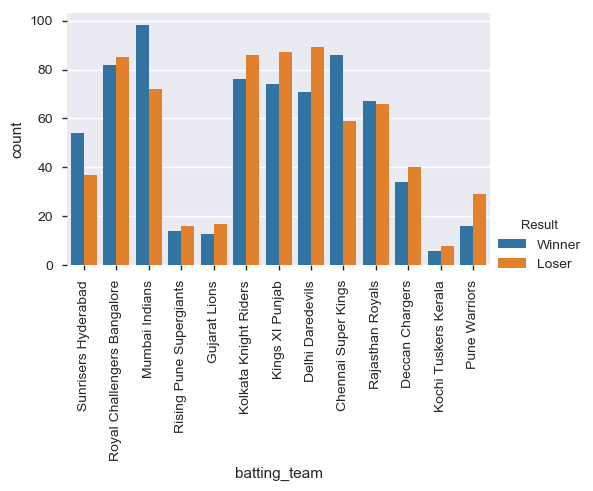 100
80
60
40
20
0
count
Sunrisers Hyderabad
Royal Challengers Bangalore
Mumbai Indians
Rising Pune Supergiants
Gujarat Lions
Kolkata Knight Riders
Kings XI Punjab
Delhi Daredevils
Chennai Super Kings
Rajasthan Royals
Deccan Chargers
Kochi Tuskers Kerala
Pune Warriors
batting_team
Result
Winner
Loser